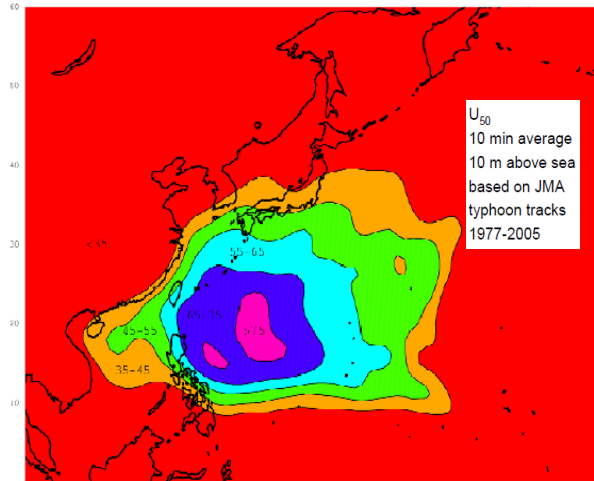 60
50
40
30
20
10
U50
10 min average
10 m above sea
based on JMA
typhoon tracks
1977-2005
<35
55-65
65-75
>75
45-55
35-45